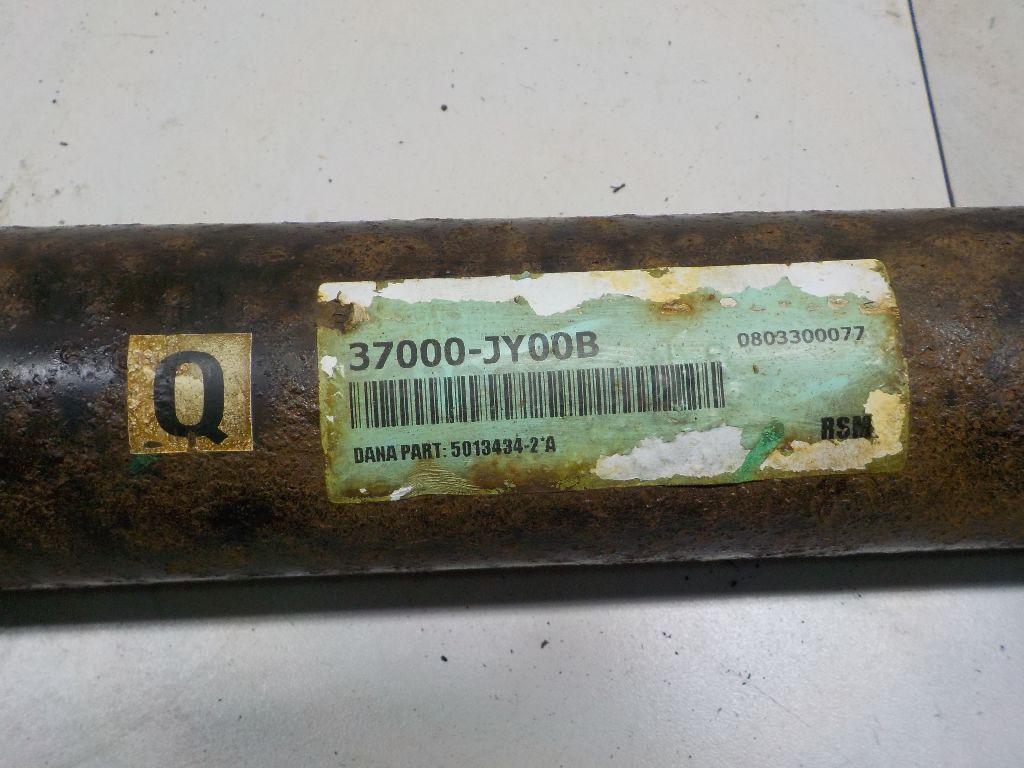 Q
37000-JY00B
0803300077
DANA PART: 5013434-2*A
RSM